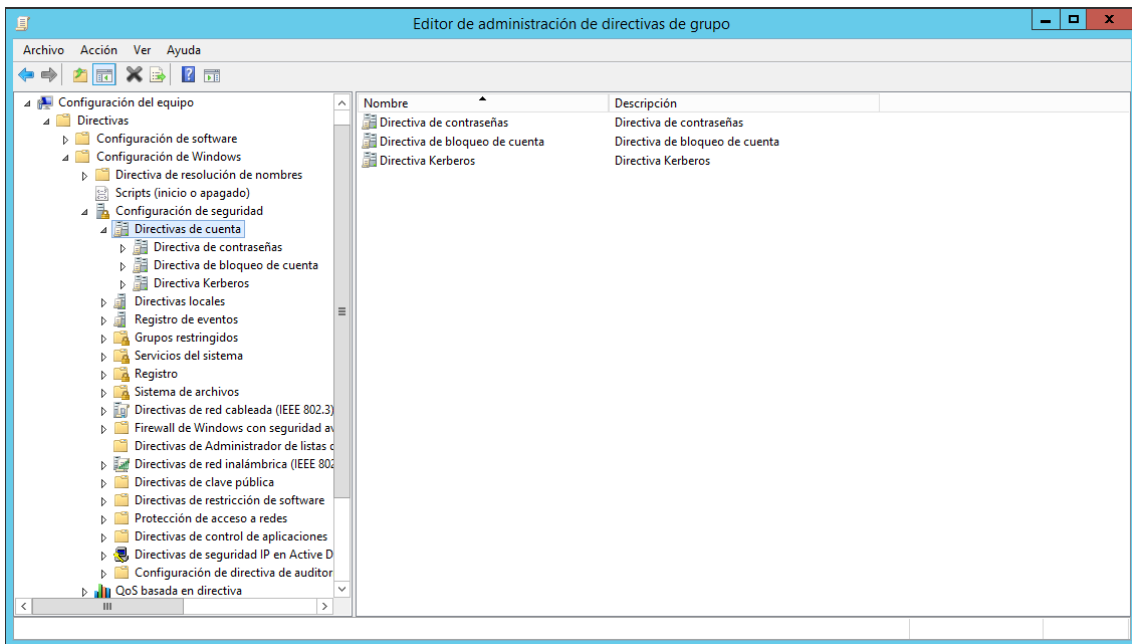 Editor de administración de directivas de grupo
Archivo Acción Ver Ayuda
Configuración del equipo
Directivas
Configuración de software
Configuración de Windows
Directiva de resolución de nombres
Scripts (inicio o apagado)
Configuración de seguridad
Directivas de cuenta
Directiva de contraseñas
Directiva de bloqueo de cuenta
Directiva Kerberos
Directivas locales
Registro de eventos
Grupos restringidos
Servicios del sistema
Registro
Sistema de archivos
Directivas de red cableada (IEEE 802.3)
Firewall de Windows con seguridad av
Directivas de Administrador de listas c
Directivas de red inalámbrica (IEEE 802
Directivas de clave pública
Directivas de restricción de software
Protección de acceso a redes
Directivas de control de aplicaciones
Directivas de seguridad IP en Active D
Configuración de directiva de auditor
QoS basada en directiva
Nombre Descripción
Directiva de contraseñas Directiva de contraseñas
Directiva de bloqueo de cuenta Directiva de bloqueo de cuenta
Directiva Kerberos Directiva Kerberos